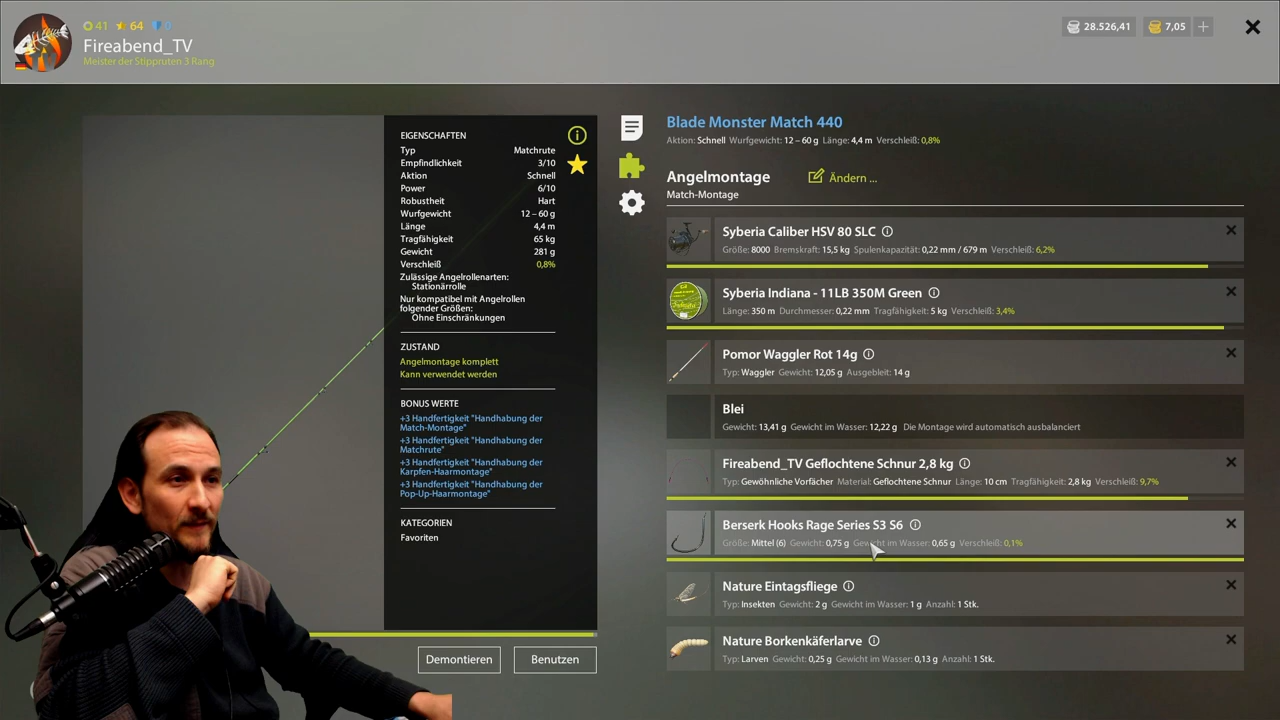 41 64 0
Fireabend_TV
Meister der Stippruten 3 Rang
28.526,41 7,05
EIGENSCHAFTEN
Typ Matchrute
Empfindlichkeit 3/10
Aktion Schnell
Power 6/10
Robustheit Hart
Wurfgewicht 12 – 60 g
Länge 4,4 m
Tragfähigkeit 65 kg
Gewicht 281 g
Verschleiß 0,8%
Zulässige Angelrollenarten:
Stationärrolle
Nur kompatibel mit Angelrollen
folgender Größen:
Ohne Einschränkungen
ZUSTAND
Angelmontage komplett
Kann verwendet werden
BONUS WERTE
+3 Handfertigkeit "Handhabung der
Match-Montage"
+3 Handfertigkeit "Handhabung der
Matchrute"
+3 Handfertigkeit "Handhabung der
Karpfen-Haarmontage"
+3 Handfertigkeit "Handhabung der
Pop-Up-Haarmontage"
KATEGORIEN
Favoriten
Demontieren Benutzen
Blade Monster Match 440
Aktion: Schnell Wurfgewicht: 12 – 60 g Länge: 4,4 m Verschleiß: 0,8%
Angelmontage Ändern ...
Match-Montage
Syberia Caliber HSV 80 SLC
Größe: 8000 Bremskraft: 15,5 kg Spulenkapazität: 0,22 mm / 679 m Verschleiß: 6,2%
Syberia Indiana - 11LB 350M Green
Länge: 350 m Durchmesser: 0,22 mm Tragfähigkeit: 5 kg Verschleiß: 3,4%
Pomor Waggler Rot 14g
Typ: Waggler Gewicht: 12,05 g Ausgebleit: 14 g
Blei
Gewicht: 13,41 g Gewicht im Wasser: 12,22 g Die Montage wird automatisch ausbalanciert
Fireabend_TV Geflochtene Schnur 2,8 kg
Typ: Gewöhnliche Vorfächer Material: Geflochtene Schnur Länge: 10 cm Tragfähigkeit: 2,8 kg Verschleiß: 9,7%
Berserk Hooks Rage Series S3 S6
Größe: Mittel (6) Gewicht: 0,75 g Gewicht im Wasser: 0,65 g Verschleiß: 0,1%
Nature Eintagsfliege
Typ: Insekten Gewicht: 2 g Gewicht im Wasser: 1 g Anzahl: 1 Stk.
Nature Borkenkäferlarve
Typ: Larven Gewicht: 0,25 g Gewicht im Wasser: 0,13 g Anzahl: 1 Stk.